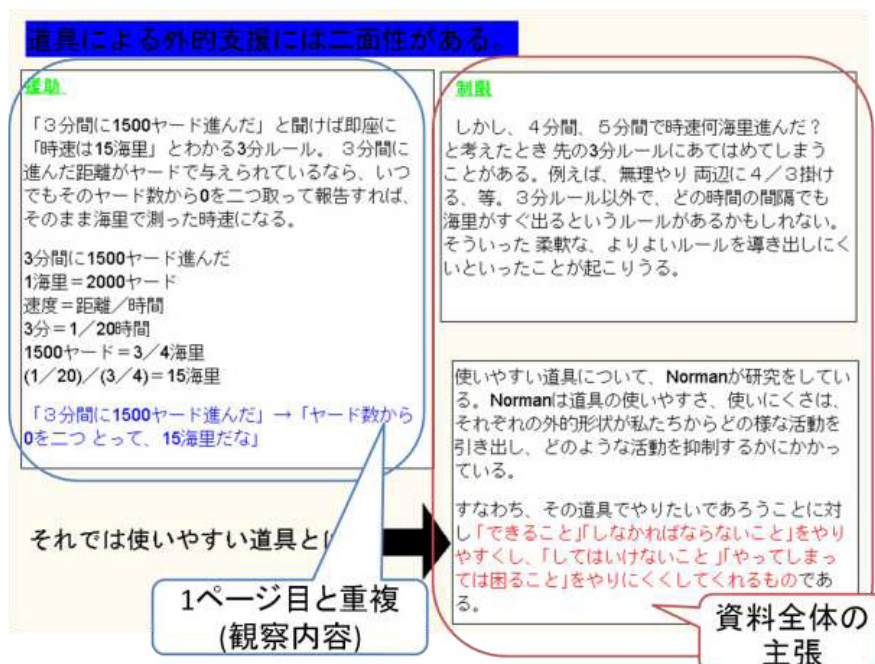 道具による外的支援には二面性がある。
援助
「３分間に1500ヤード進んだ」と聞けば即座に
「時速は15海里」とわかる3分ルール。 ３分間に
進んだ距離がヤードで与えられているなら、いつ
でもそのヤード数から0を二つ取って報告すれば、
そのまま海里で測った時速になる。
3分間に1500ヤード進んだ
1海里＝2000ヤード
速度＝距離／時間
3分＝1／20時間
1500ヤード＝3／4海里
(1／20)／(3／4)＝15海里
「３分間に1500ヤード進んだ」→「ヤード数から
0を二つ とって、15海里だな」
制限
しかし、４分間、５分間で時速何海里進んだ？
と考えたとき 先の3分ルールにあてはめてしまう
ことがある。例えば、無理やり 両辺に４／３掛け
る、等。３分ルール以外で、どの時間の間隔でも
海里がすぐ出るというルールがあるかもしれない。
そういった 柔軟な、よりよいルールを導き出しにく
いといったことが起こりうる。
それでは使いやすい道具と
使いやすい道具について、Normanが研究をしてい
る。Normanは道具の使いやすさ、使いにくさは、
それぞれの外的形状が私たちからどの様な活動を
引き出し、どのような活動を抑制するかにかかっ
ている。
すなわち、その道具でやりたいであろうことに対
し「できること」「しなかればならないこと」をやり
やすくし、「してはいけないこと 」「やってしまっ
ては困ること」をやりにくくしてくれるものであ
る。
1ページ目と重複
(観察内容)
資料全体の
主張